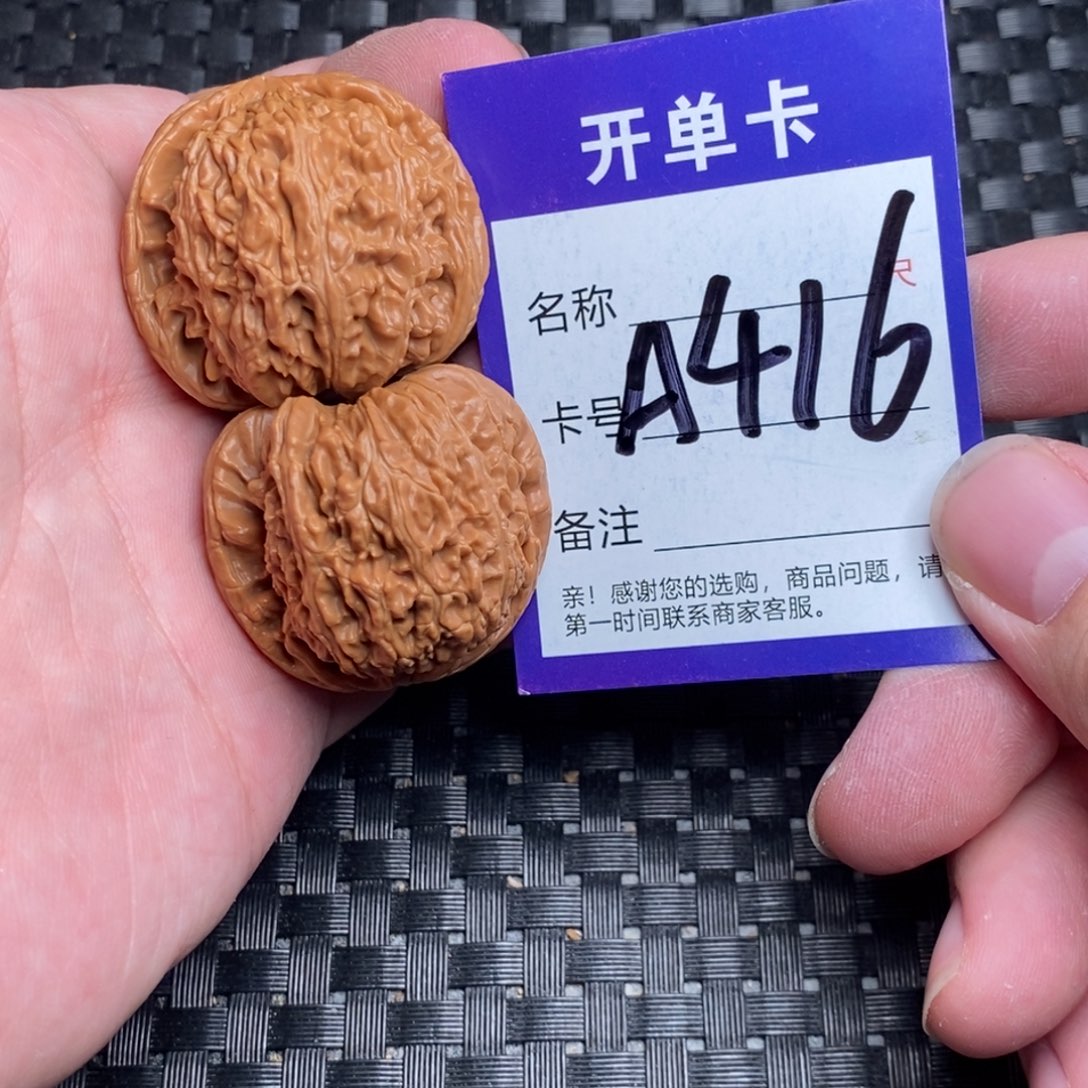 开单卡
名称
尺
A416
卡号
备注
亲！感谢您的选购，商品问题，请
第一时间联系商家客服。